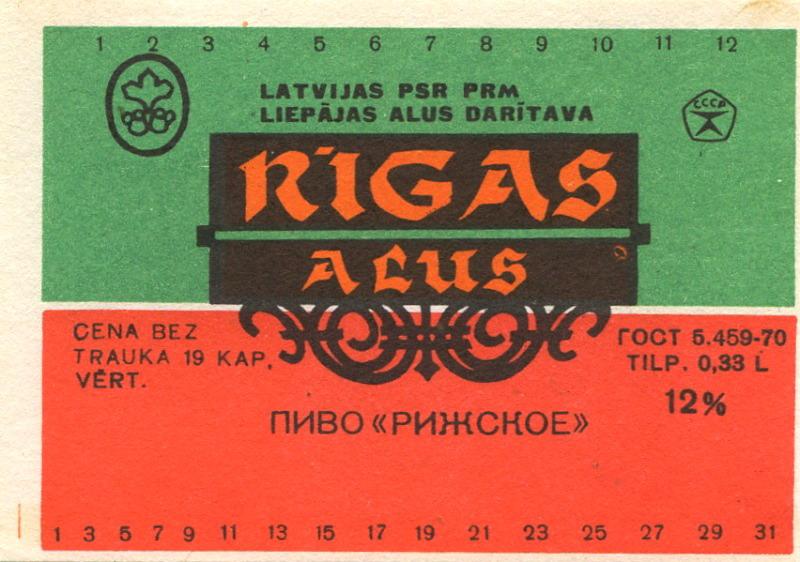 1 2 3 4 5 6 7 8 9 10 11 12
LATVIJAS PSR PRM
LIEPĀJAS ALUS DARĪTAVA
СССР
RĪGAS
ALUS
CENA BEZ
TRAUKA 19 KAP.
VĒRT.
ГОСТ 5.459-70
TILP. 0,33 L
12%
ПИВО «РИЖСКОЕ»
1 3 5 7 9 11 13 15 17 19 21 23 25 27 29 31